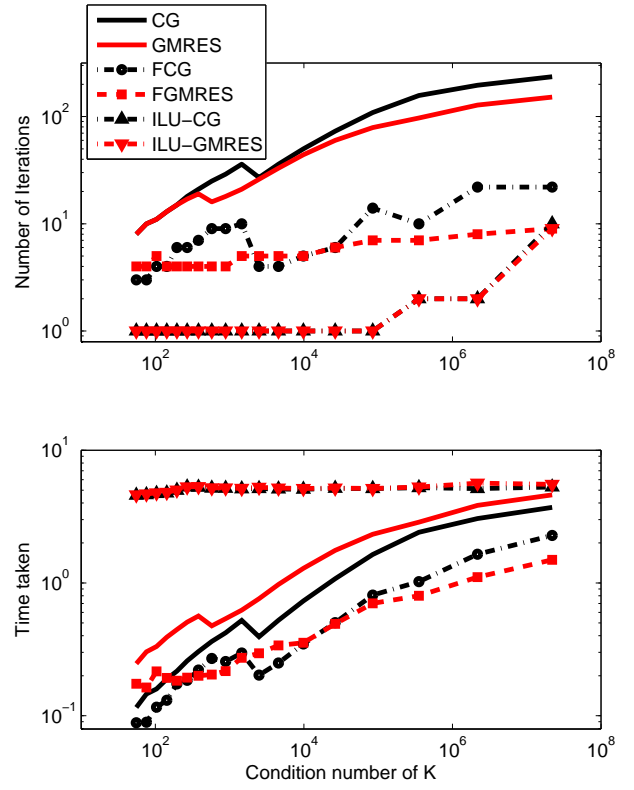 CG
GMRES
FCG
FGMRES
ILU−CG
ILU−GMRES
Number of Iterations
10^2
10^1
10^0
10^2
10^4
10^6
10^8
Time taken
10^1
10^0
10^−1
10^2
10^4
10^6
10^8
Condition number of K